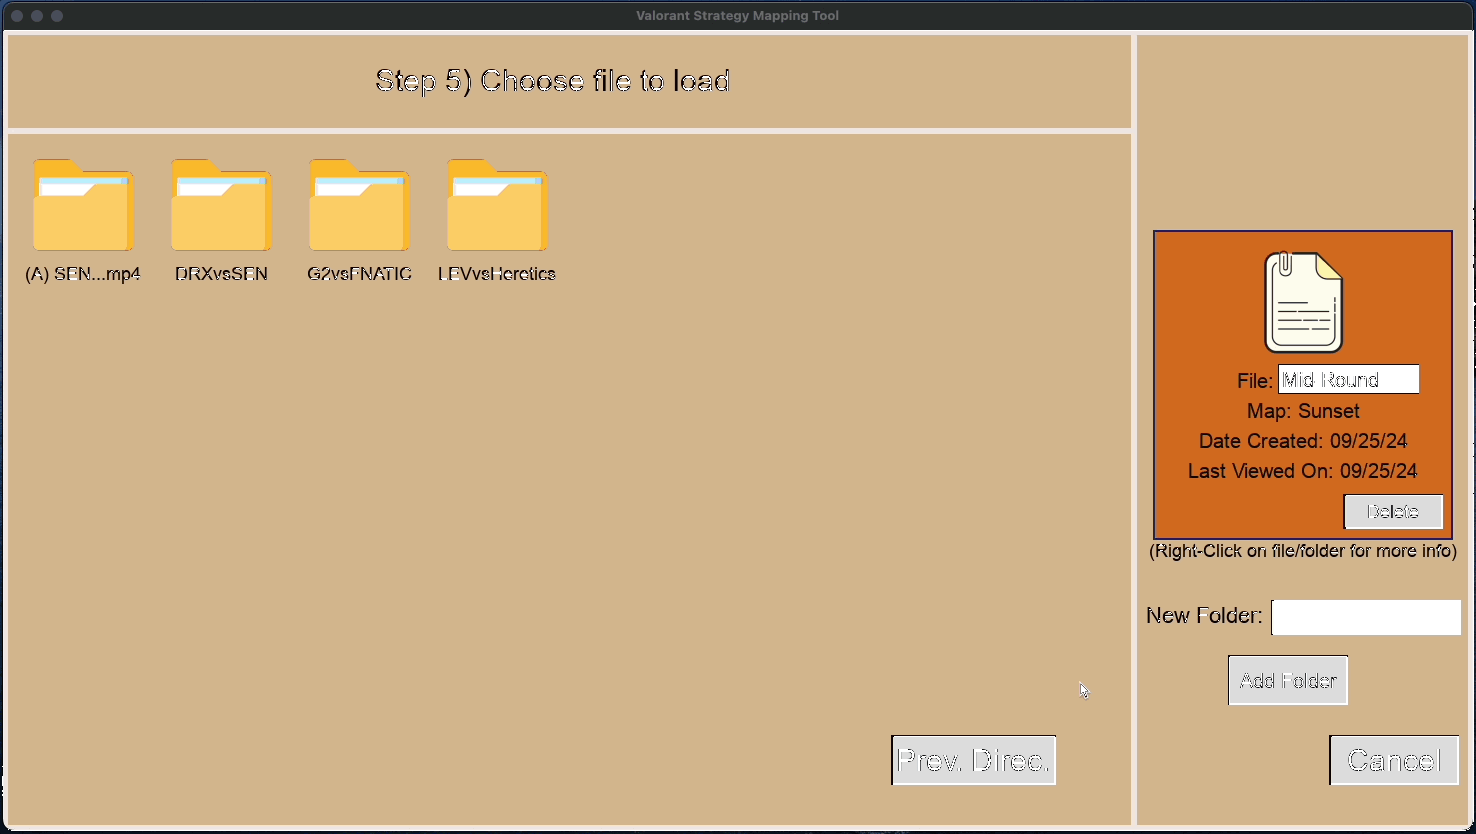 Valorant Strategy Mapping Tool
Step 5) Choose file to load
(A) SEN...mp4
DRXvsSEN
G2vsFNATIC
LEVvsHeretics
File: Mid Round
Map: Sunset
Date Created: 09/25/24
Last Viewed On: 09/25/24
Delete
(Right-Click on file/folder for more info)
New Folder:
Add Folder
Prev. Direc.
Cancel